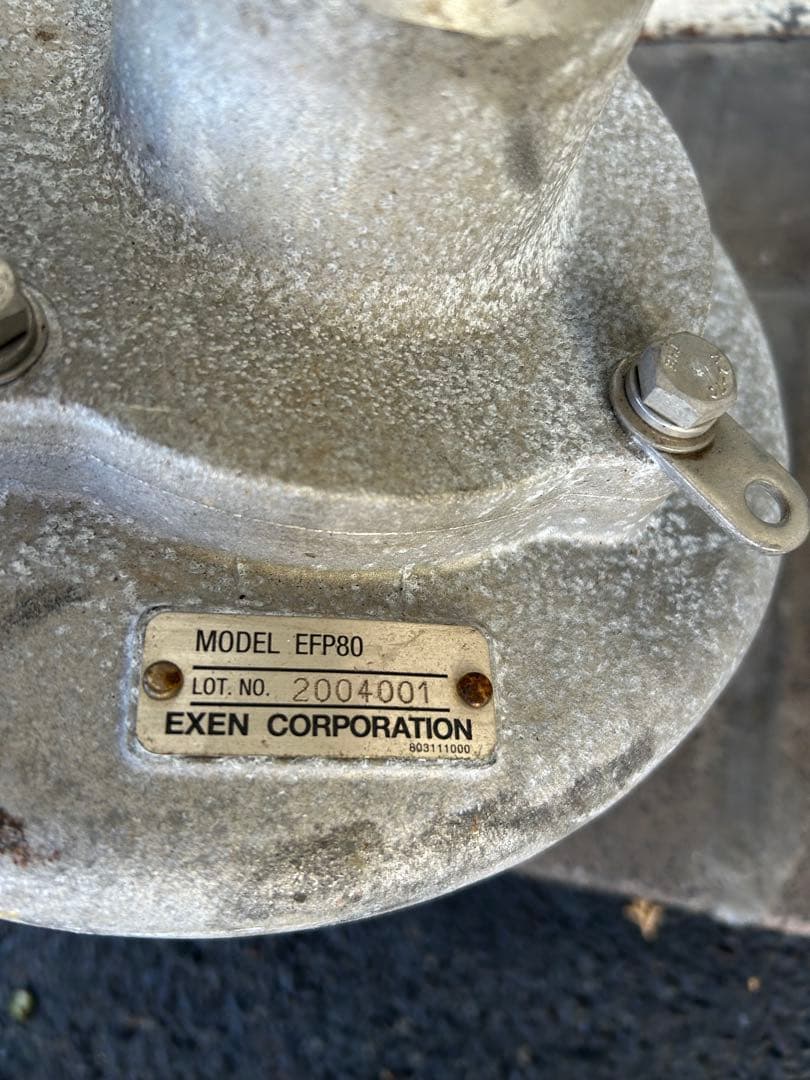 MODEL EFP80
LOT. NO. 2004001
EXEN CORPORATION
803111000